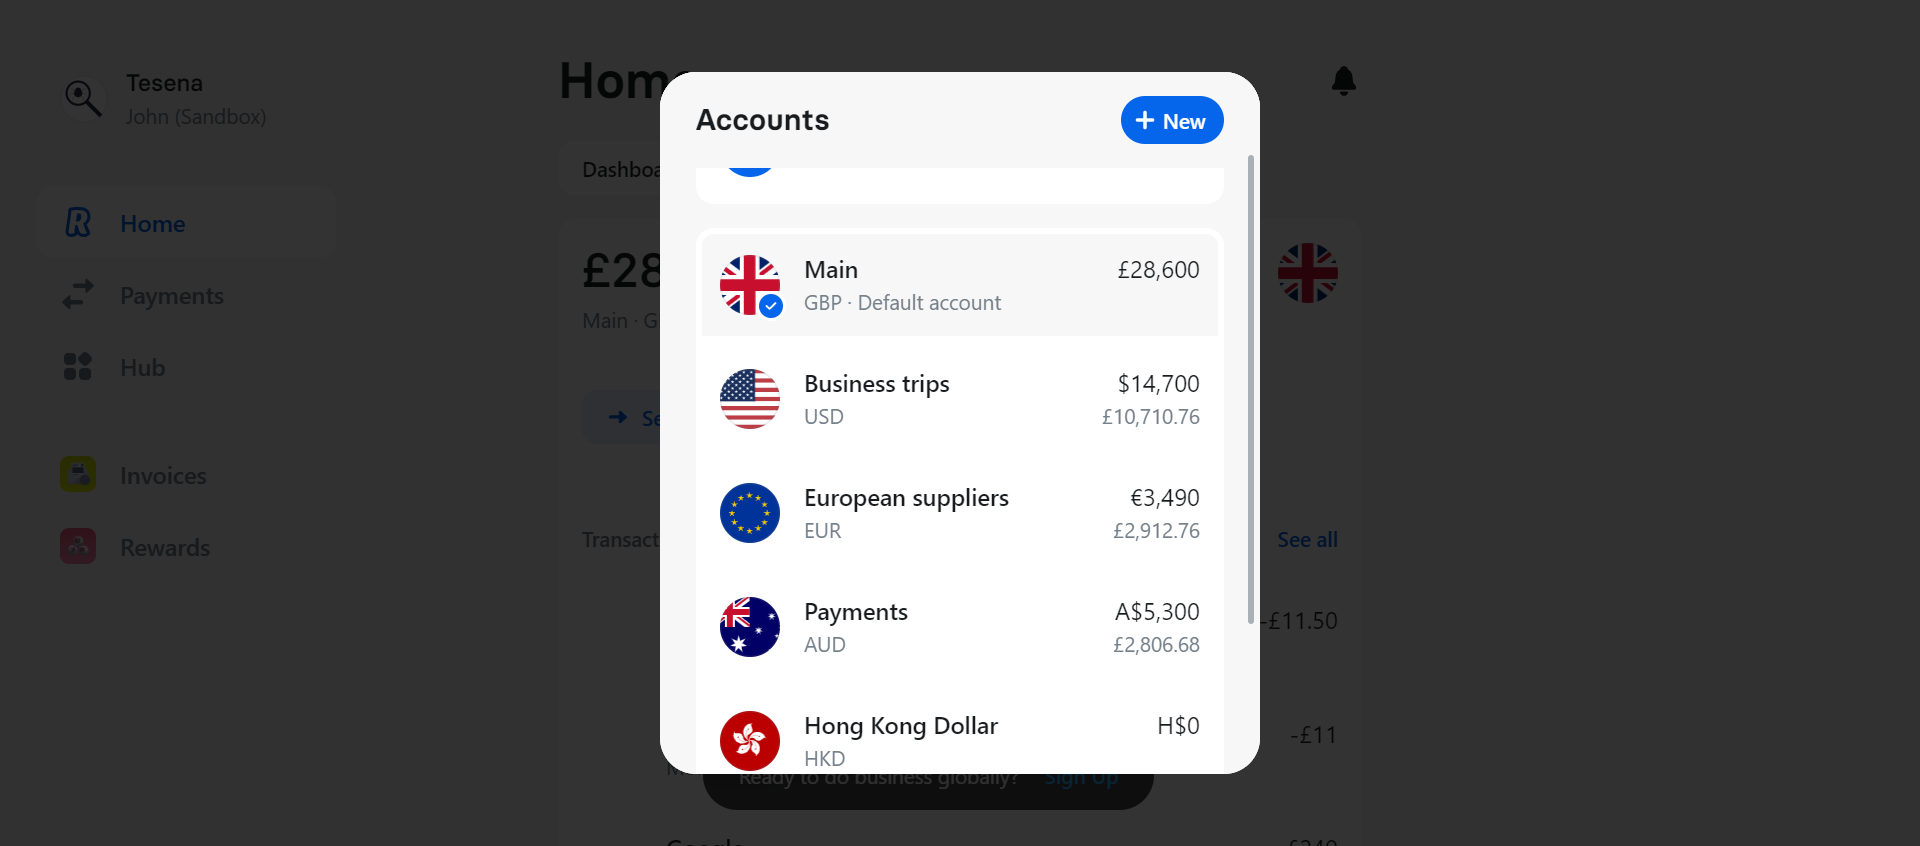 Tesena
John (Sandbox)
Home
Payments
Hub
Invoices
Rewards
Dashboa
£28
Main · G
See all
-£11.50
-£11
Accounts
+ New
Main
£28,600
GBP · Default account
Business trips
$14,700
USD
£10,710.76
European suppliers
€3,490
EUR
£2,912.76
Payments
A$5,300
AUD
£2,806.68
Hong Kong Dollar
H$0
HKD
Ready to do business globally?
Sign Up
Transact